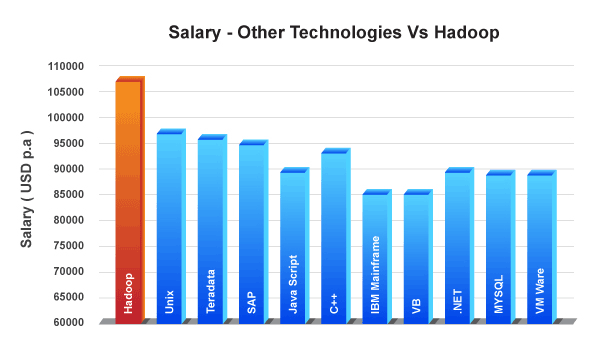 Salary - Other Technologies Vs Hadoop
Salary ( USD p.a )
110000
105000
100000
95000
90000
85000
80000
75000
70000
65000
60000
Hadoop
Unix
Teradata
SAP
Java Script
C++
IBM Mainframe
VB
.NET
MYSQL
VM Ware